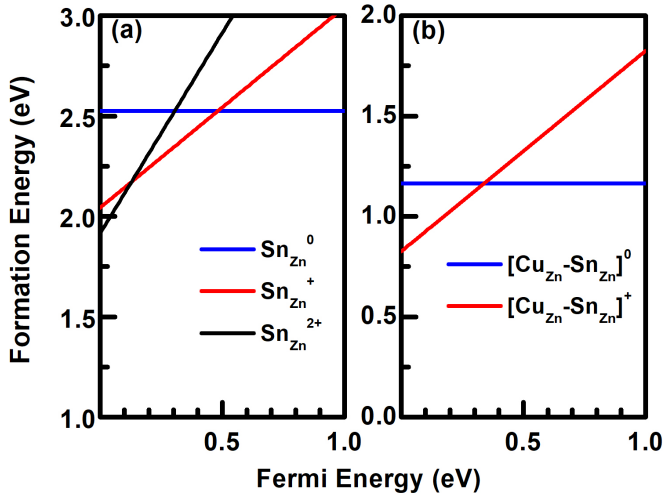 Formation Energy (eV)
3.0
2.5
2.0
1.5
1.0
(a)
Sn_Zn^0
Sn_Zn^+
Sn_Zn^2+
0.5
1.0
2.0
1.5
1.0
0.5
0.0
(b)
[Cu_Zn-Sn_Zn]^0
[Cu_Zn-Sn_Zn]^+
0.5
1.0
Fermi Energy (eV)